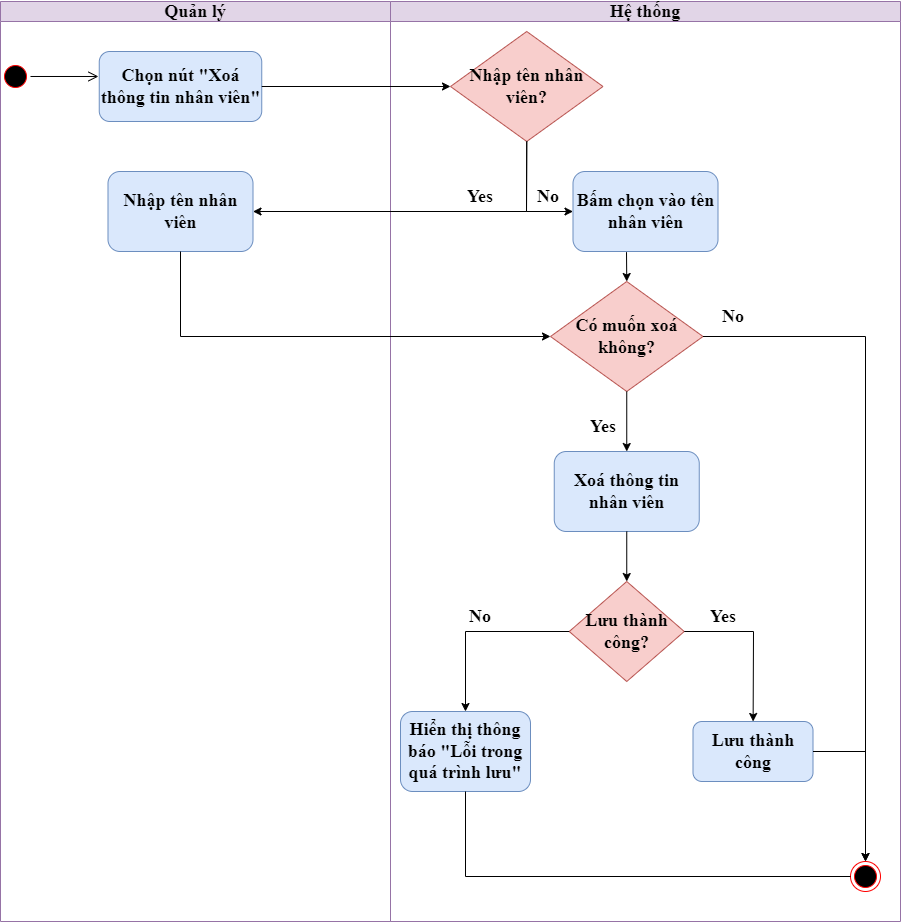 Quản lý
Hệ thống
Chọn nút "Xoá
thông tin nhân viên"
Nhập tên nhân
viên?
Yes
No
Nhập tên nhân
viên
Bấm chọn vào tên
nhân viên
Có muốn xoá
không?
No
Yes
Xoá thông tin
nhân viên
Lưu thành
công?
No
Yes
Hiển thị thông
báo "Lỗi trong
quá trình lưu"
Lưu thành
công